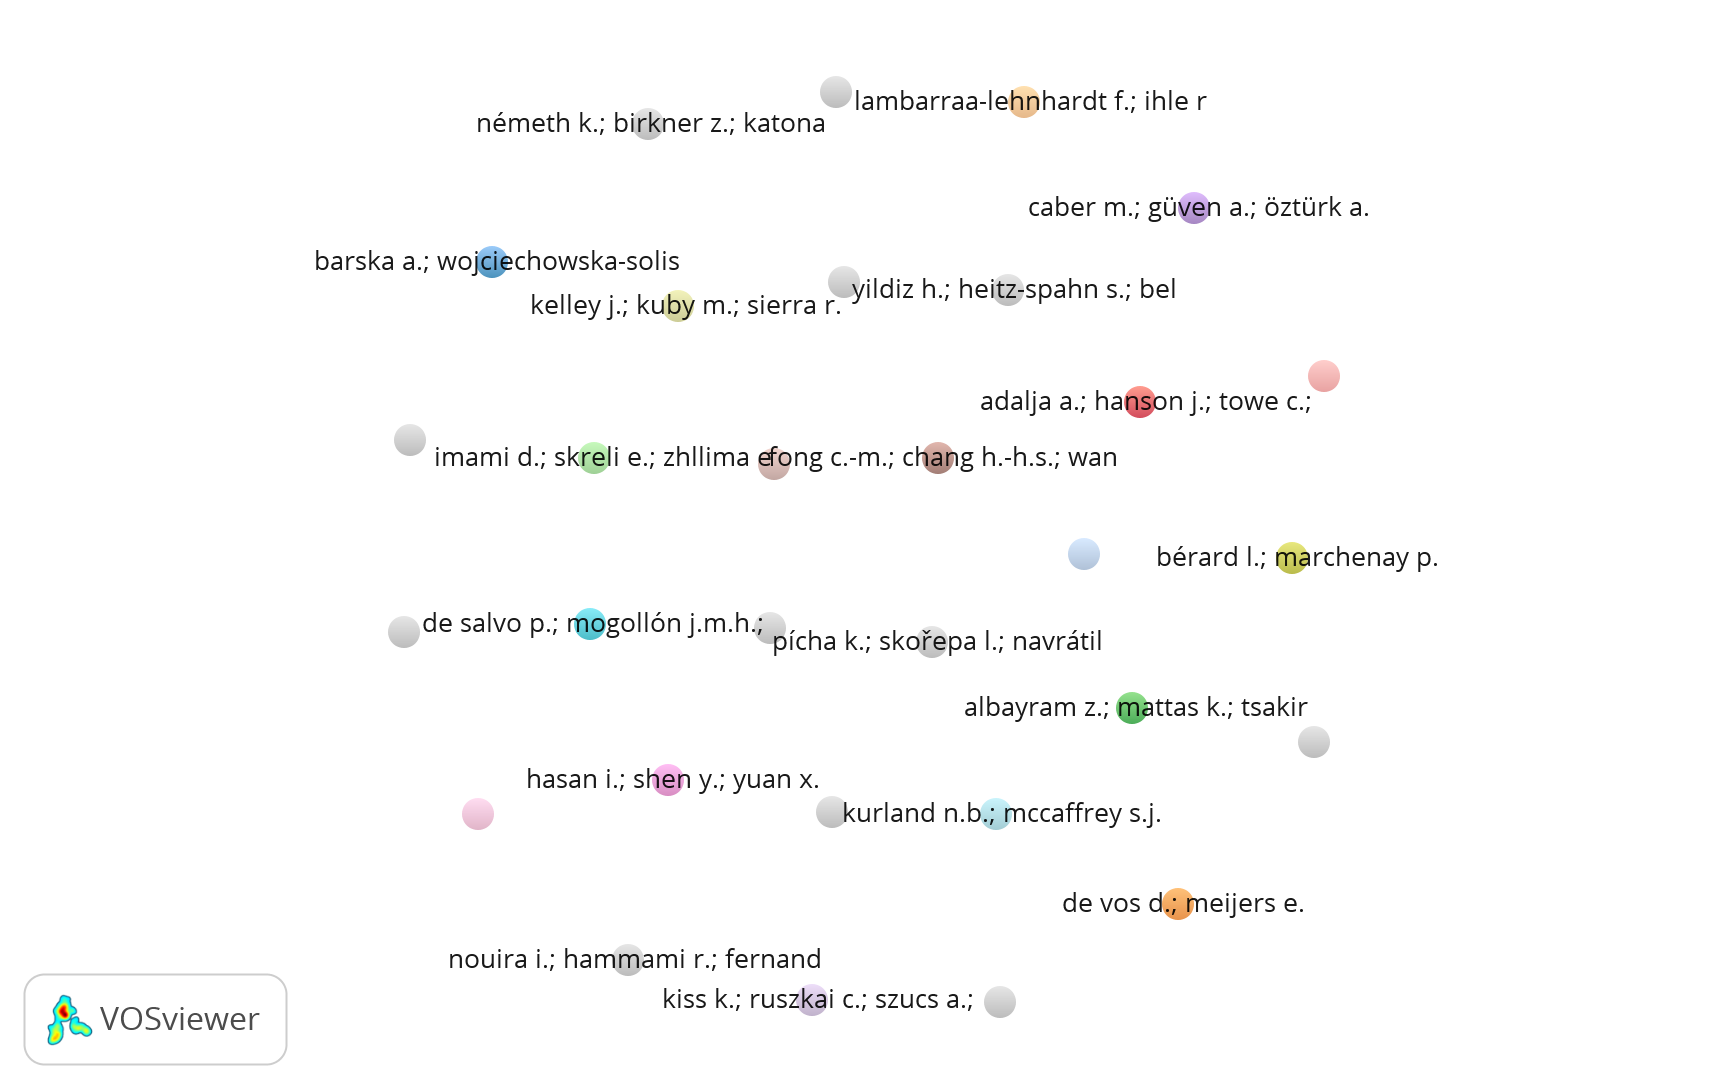 lambarraa-lehnhardt f.; ihle r
németh k.; birkner z.; katona
caber m.; güven a.; öztürk a.
barska a.; wojciechowska-solis
yildiz h.; heitz-spahn s.; bel
kelley j.; kuby m.; sierra r.
adalja a.; hanson j.; towe c.;
imami d.; skreli e.; zhllima e
fong c.-m.; chang h.-h.s.; wan
bérard l.; marchenay p.
de salvo p.; mogollón j.m.h.;
pícha k.; skořepa l.; navrátil
albayram z.; mattas k.; tsakir
hasan i.; shen y.; yuan x.
kurland n.b.; mccaffrey s.j.
de vos d.; meijers e.
nouira i.; hammami r.; fernand
kiss k.; ruszkai c.; szucs a.;
VOSviewer